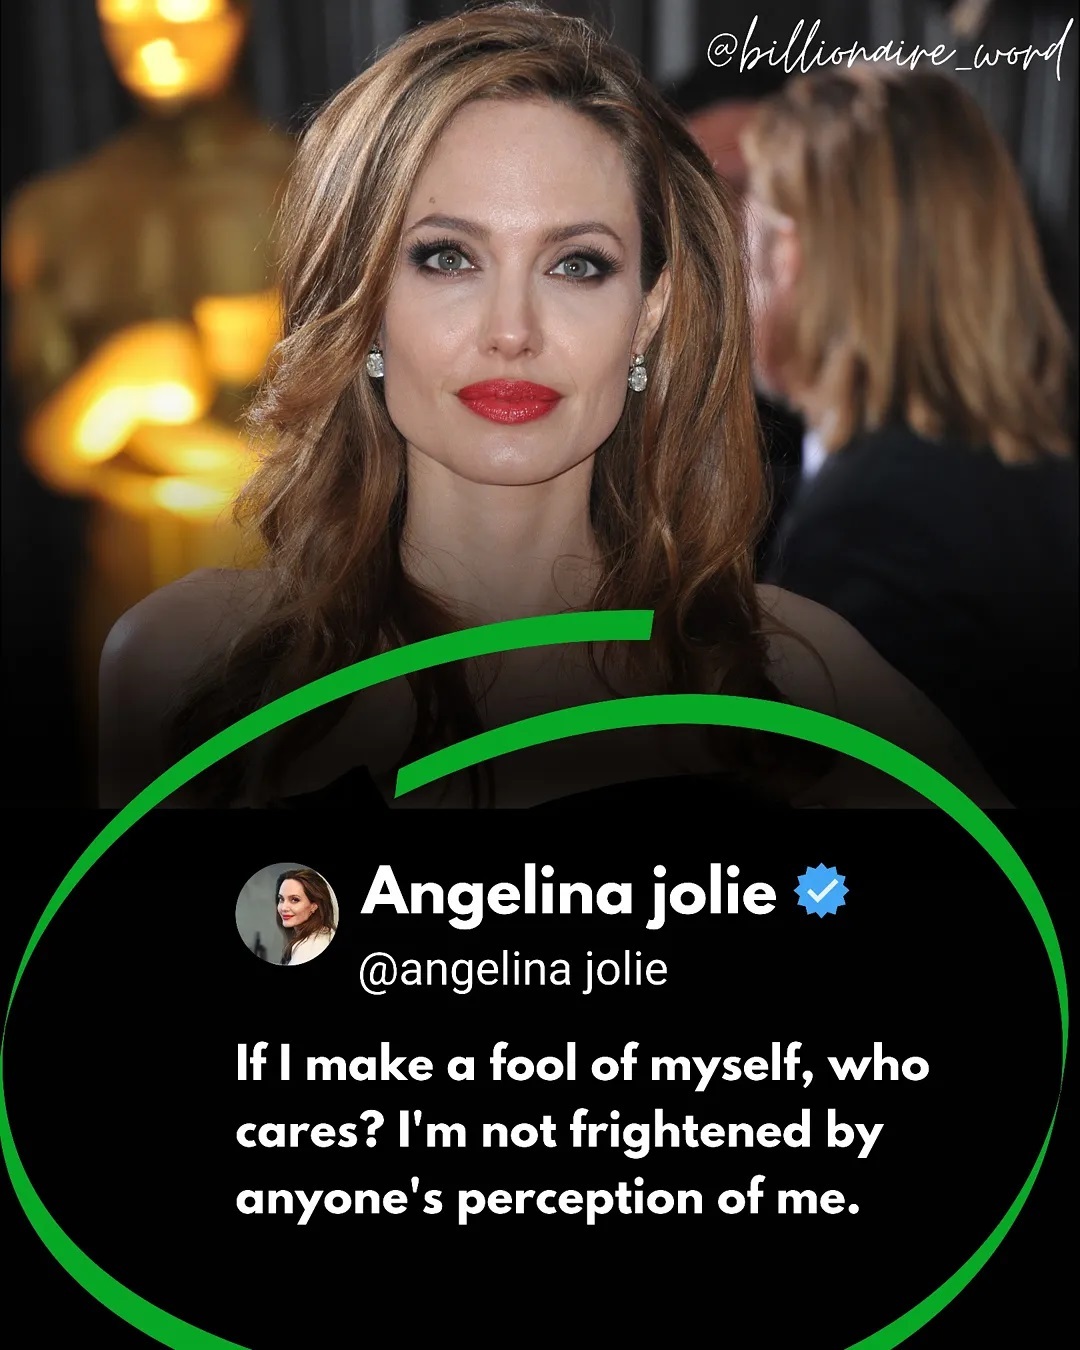 @billionaire_word
Angelina jolie
@angelina jolie
If I make a fool of myself, who
cares? I'm not frightened by
anyone's perception of me.